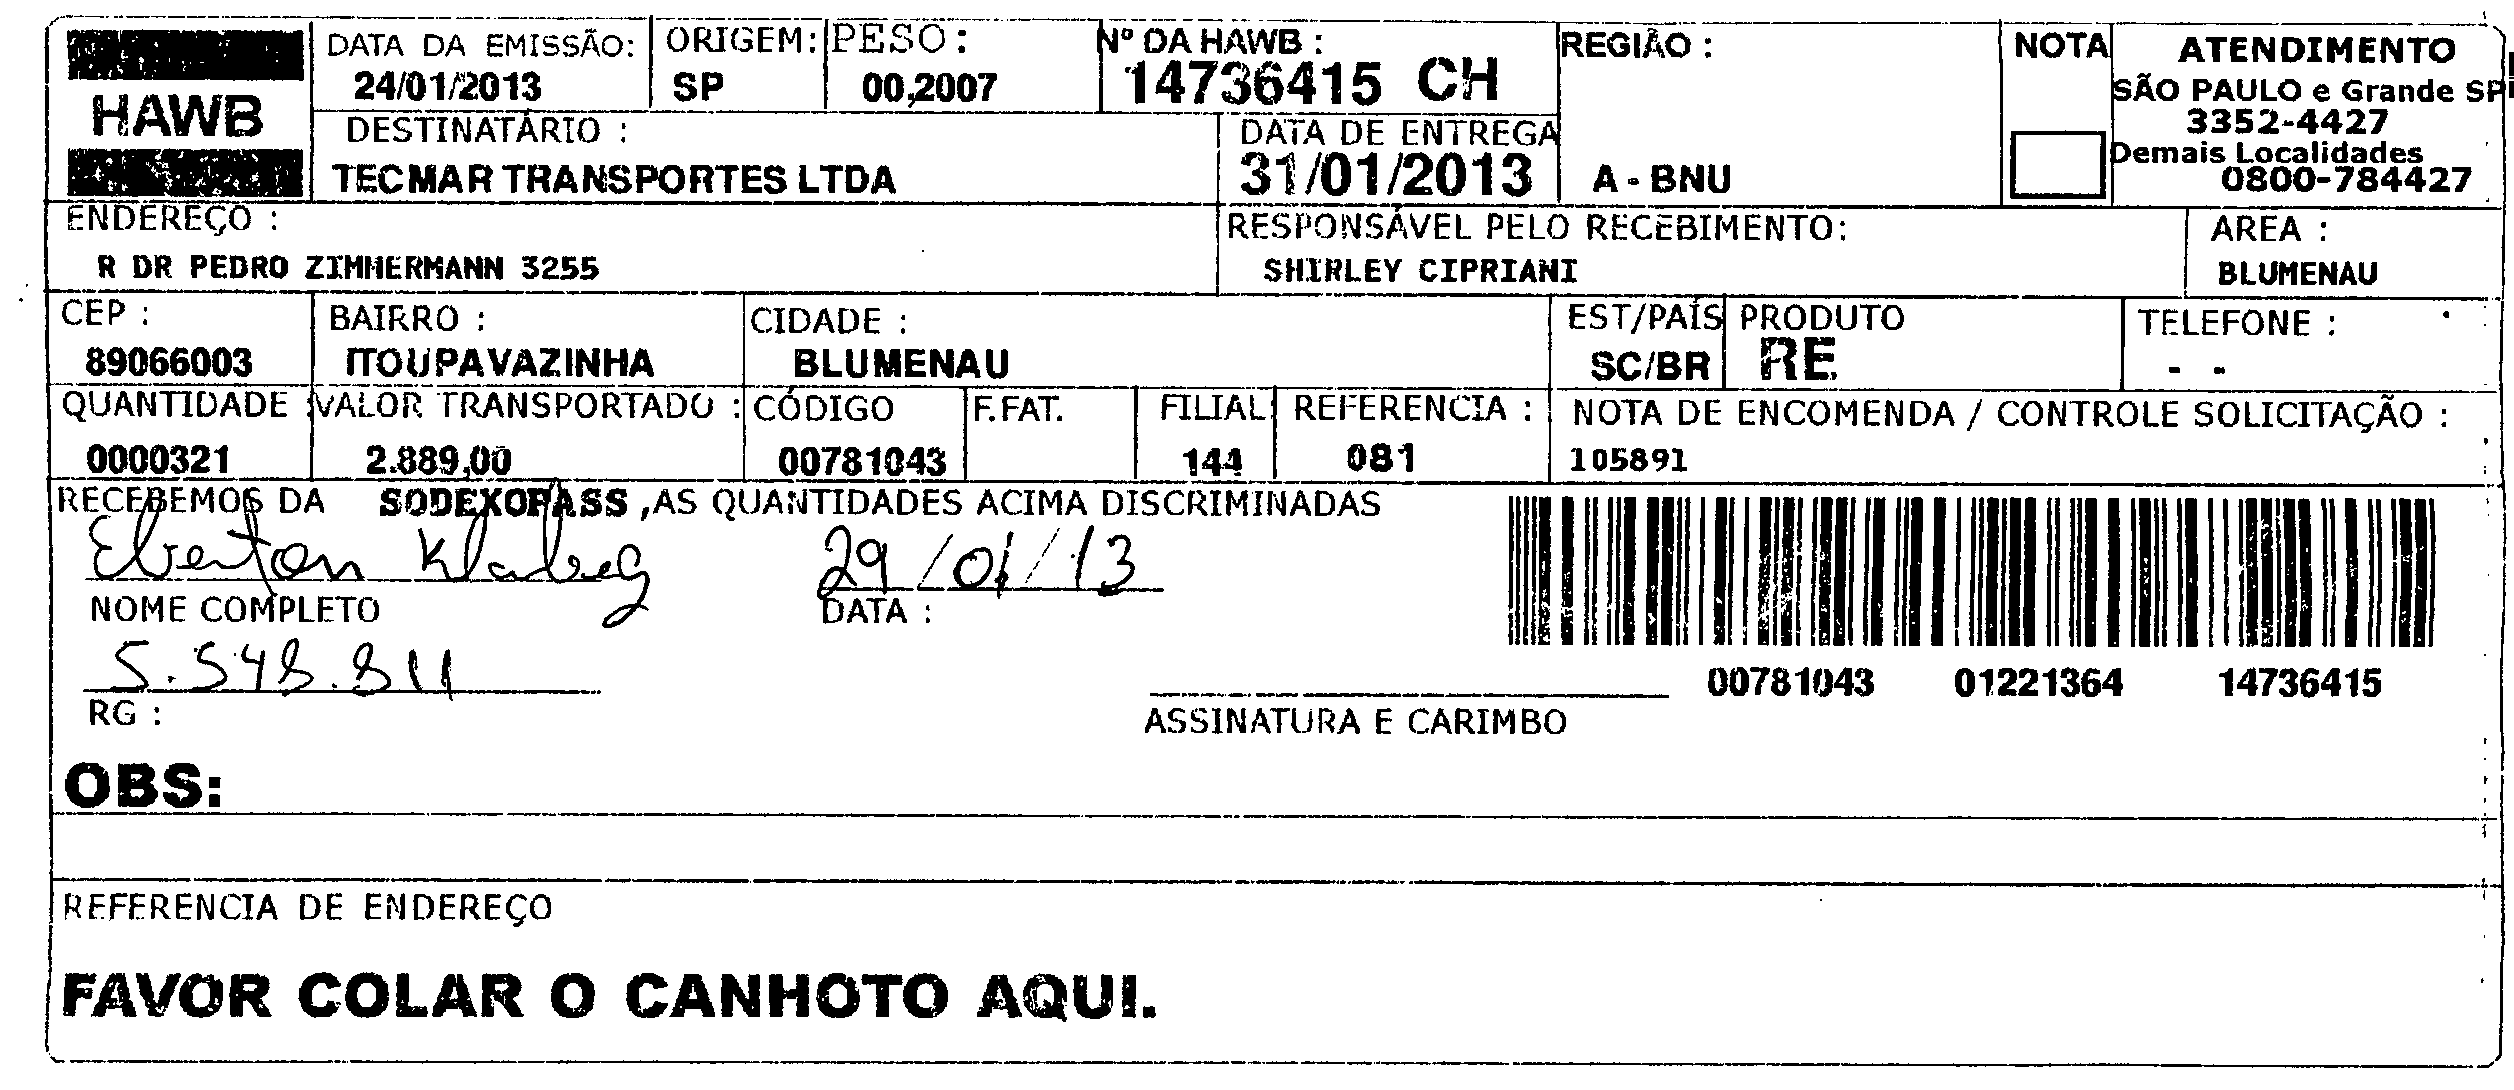 HAWB
DATA DA EMISSÃO:
24/01/2013
ORIGEM:
SP
PESO:
00,2007
Nº DA HAWB :
14736415 CH
REGIÃO :
A - BNU
NOTA
ATENDIMENTO
SÃO PAULO e Grande SP
3352-4427
Demais Localidades
0800-784427
DESTINATÁRIO :
TECMAR TRANSPORTES LTDA
DATA DE ENTREGA
31/01/2013
ENDEREÇO :
R DR PEDRO ZIMMERMANN 3255
RESPONSÁVEL PELO RECEBIMENTO:
SHIRLEY CIPRIANI
AREA :
BLUMENAU
CEP :
89066003
BAIRRO :
ITOUPAVAZINHA
CIDADE :
BLUMENAU
EST/PAÍS
SC/BR
PRODUTO
RE
TELEFONE :
- -
QUANTIDADE
0000321
VALOR TRANSPORTADO :
2.889,00
CÓDIGO
00781043
F.FAT.
FILIAL
144
REFERENCIA :
081
NOTA DE ENCOMENDA / CONTROLE SOLICITAÇÃO :
105891
RECEBEMOS DA SODEXOPASS ,AS QUANTIDADES ACIMA DISCRIMINADAS
Everton
29/01/13
NOME COMPLETO
DATA :
5.548.811
RG :
ASSINATURA E CARIMBO
00781043 01221364 14736415
OBS:
REFERENCIA DE ENDEREÇO
FAVOR COLAR O CANHOTO AQUI.